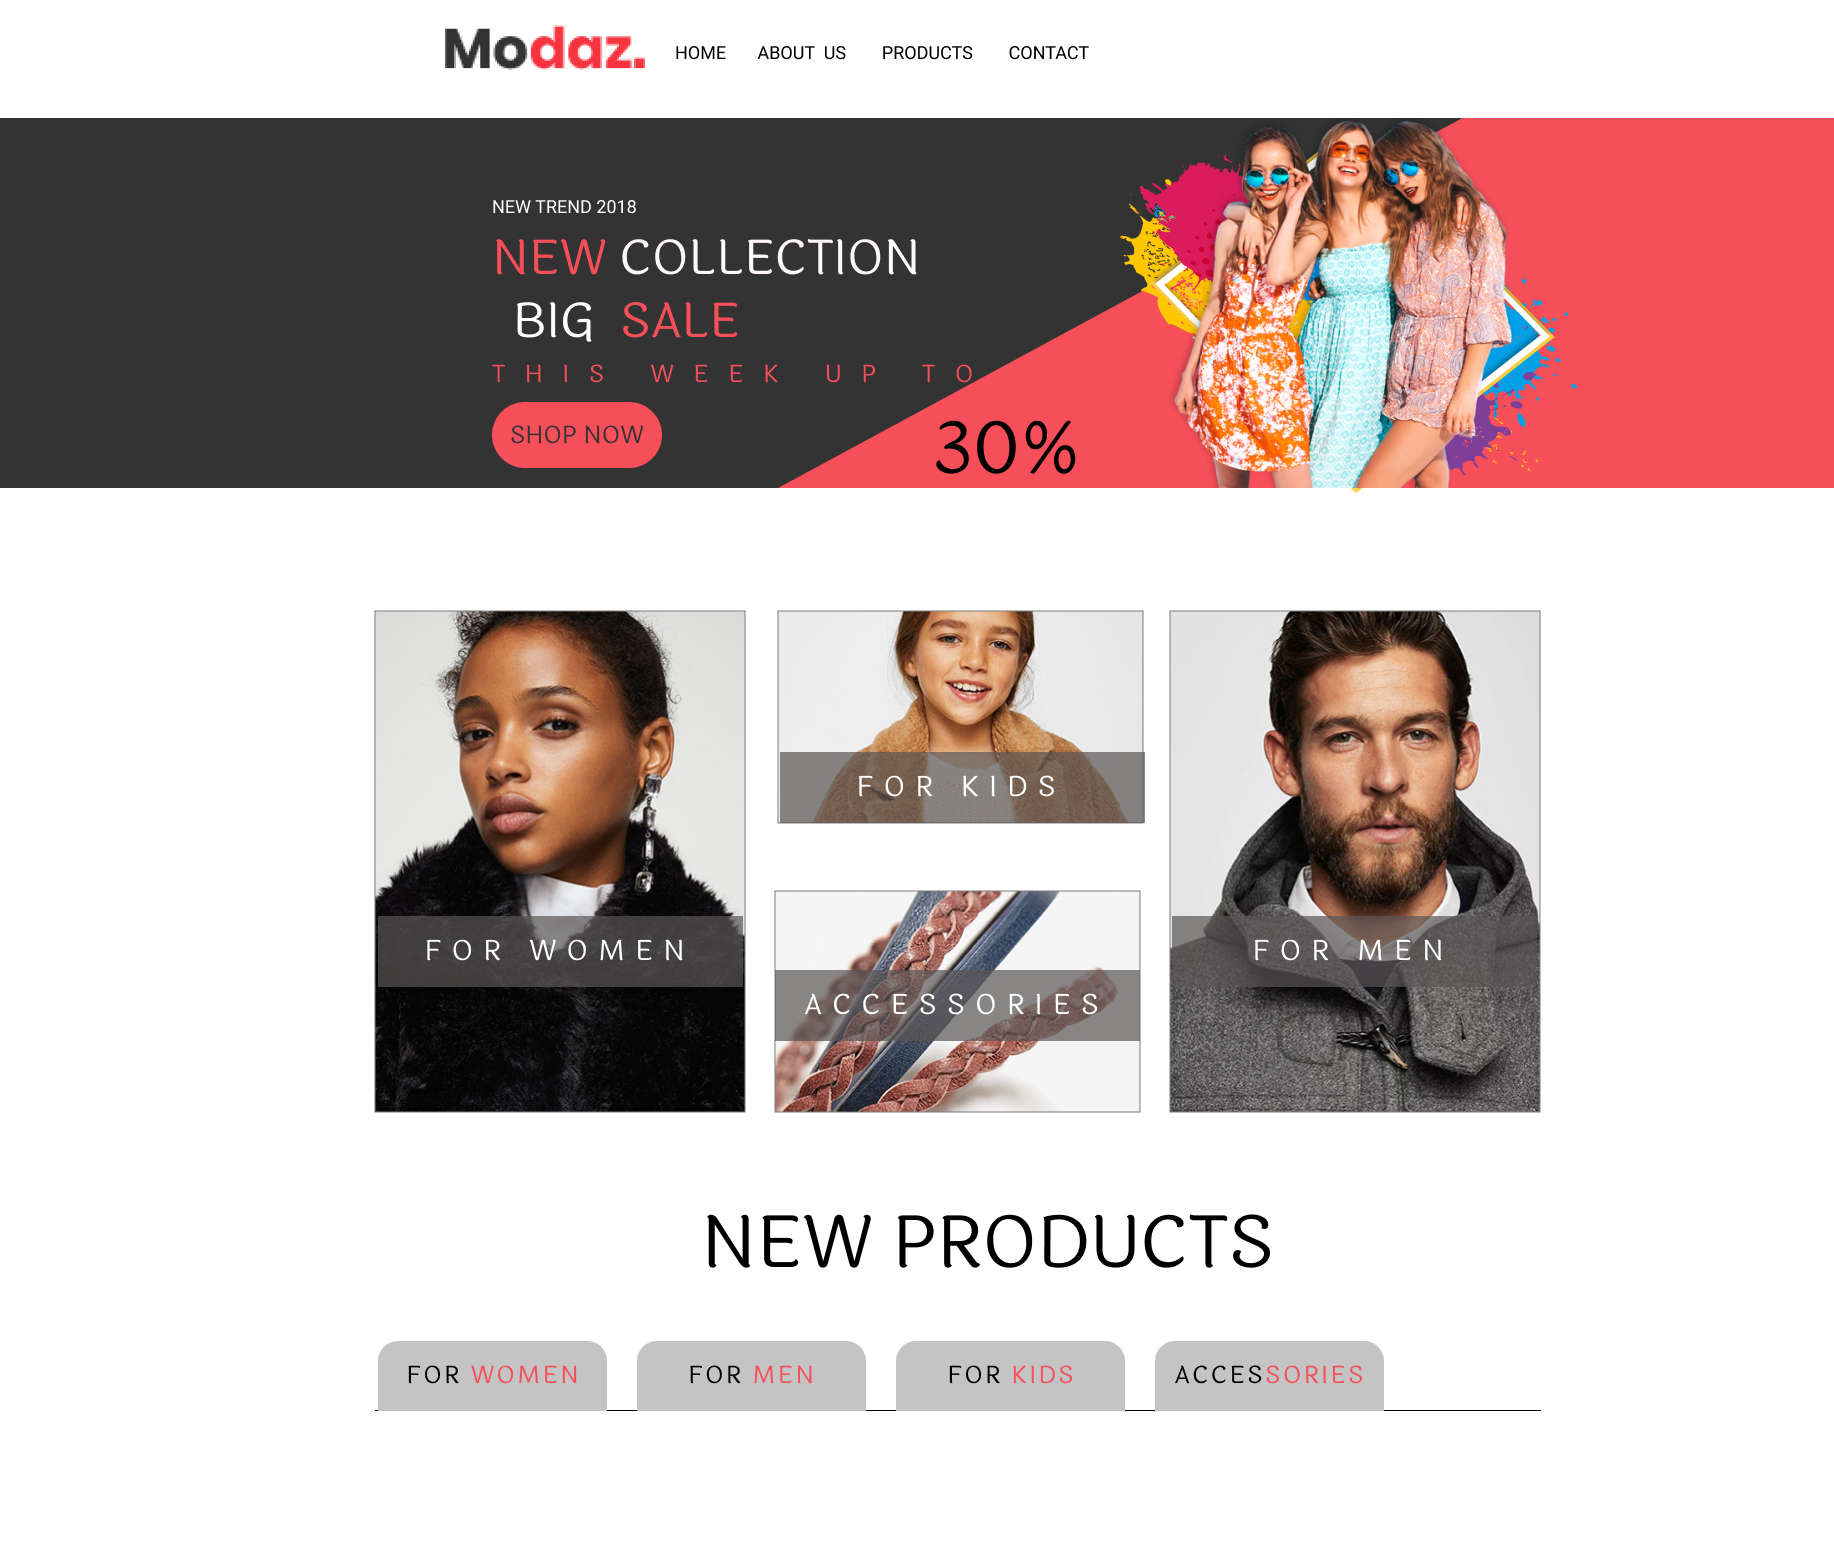 Modaz. HOME ABOUT US PRODUCTS CONTACT
NEW TREND 2018
NEW COLLECTION
BIG SALE
THIS WEEK UP TO
SHOP NOW
30%
FOR KIDS
FOR WOMEN
FOR MEN
ACCESSORIES
NEW PRODUCTS
FOR WOMEN
FOR MEN
FOR KIDS
ACCESSORIES